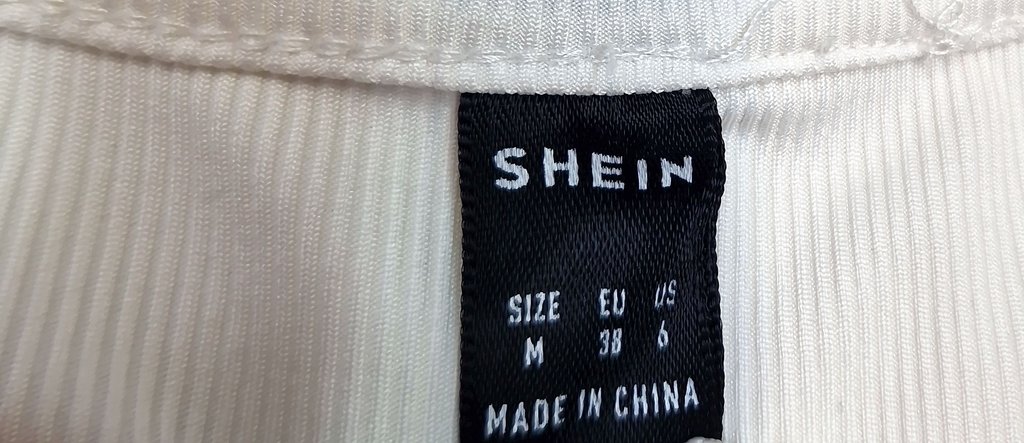 SHEIN
SIZE EU US
M 38 6
MADE IN CHINA